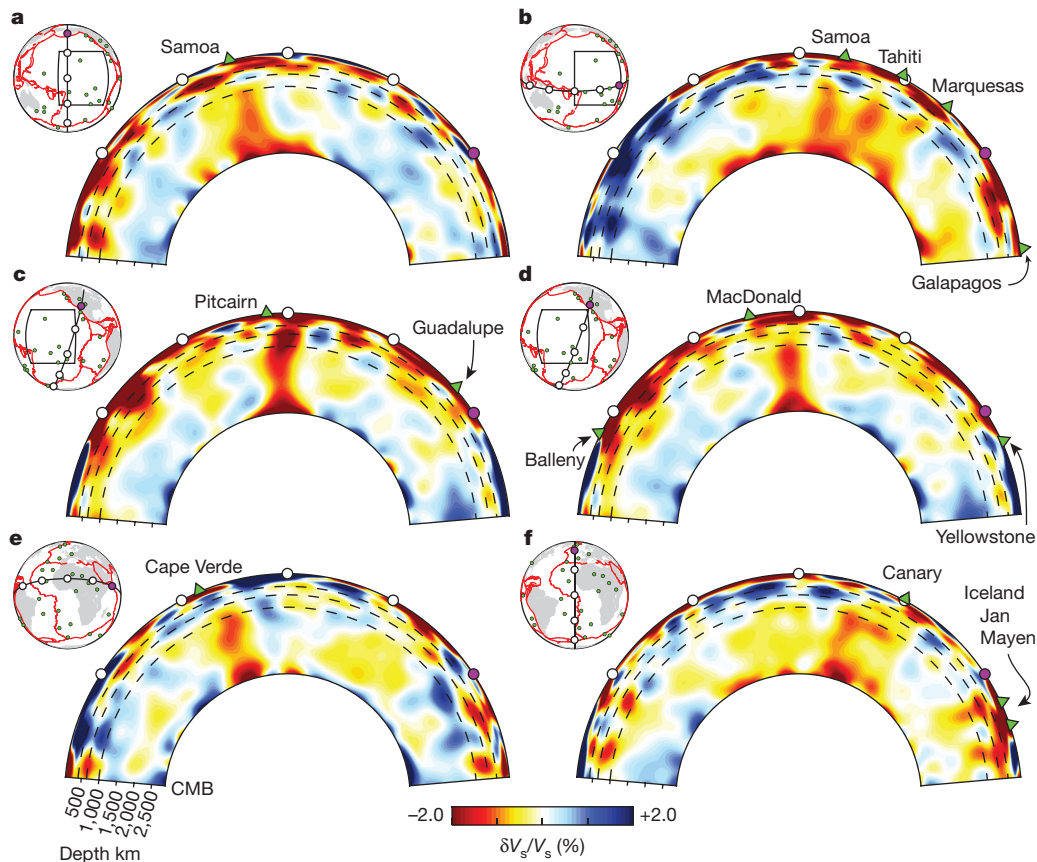 a
Samoa
b
Samoa
Tahiti
Marquesas
Galapagos
c
Pitcairn
Guadalupe
d
MacDonald
Balleny
Yellowstone
e
Cape Verde
CMB
500
1,000
1,500
2,000
2,500
Depth km
f
Canary
Iceland
Jan
Mayen
–2.0 +2.0
δVs/Vs (%)